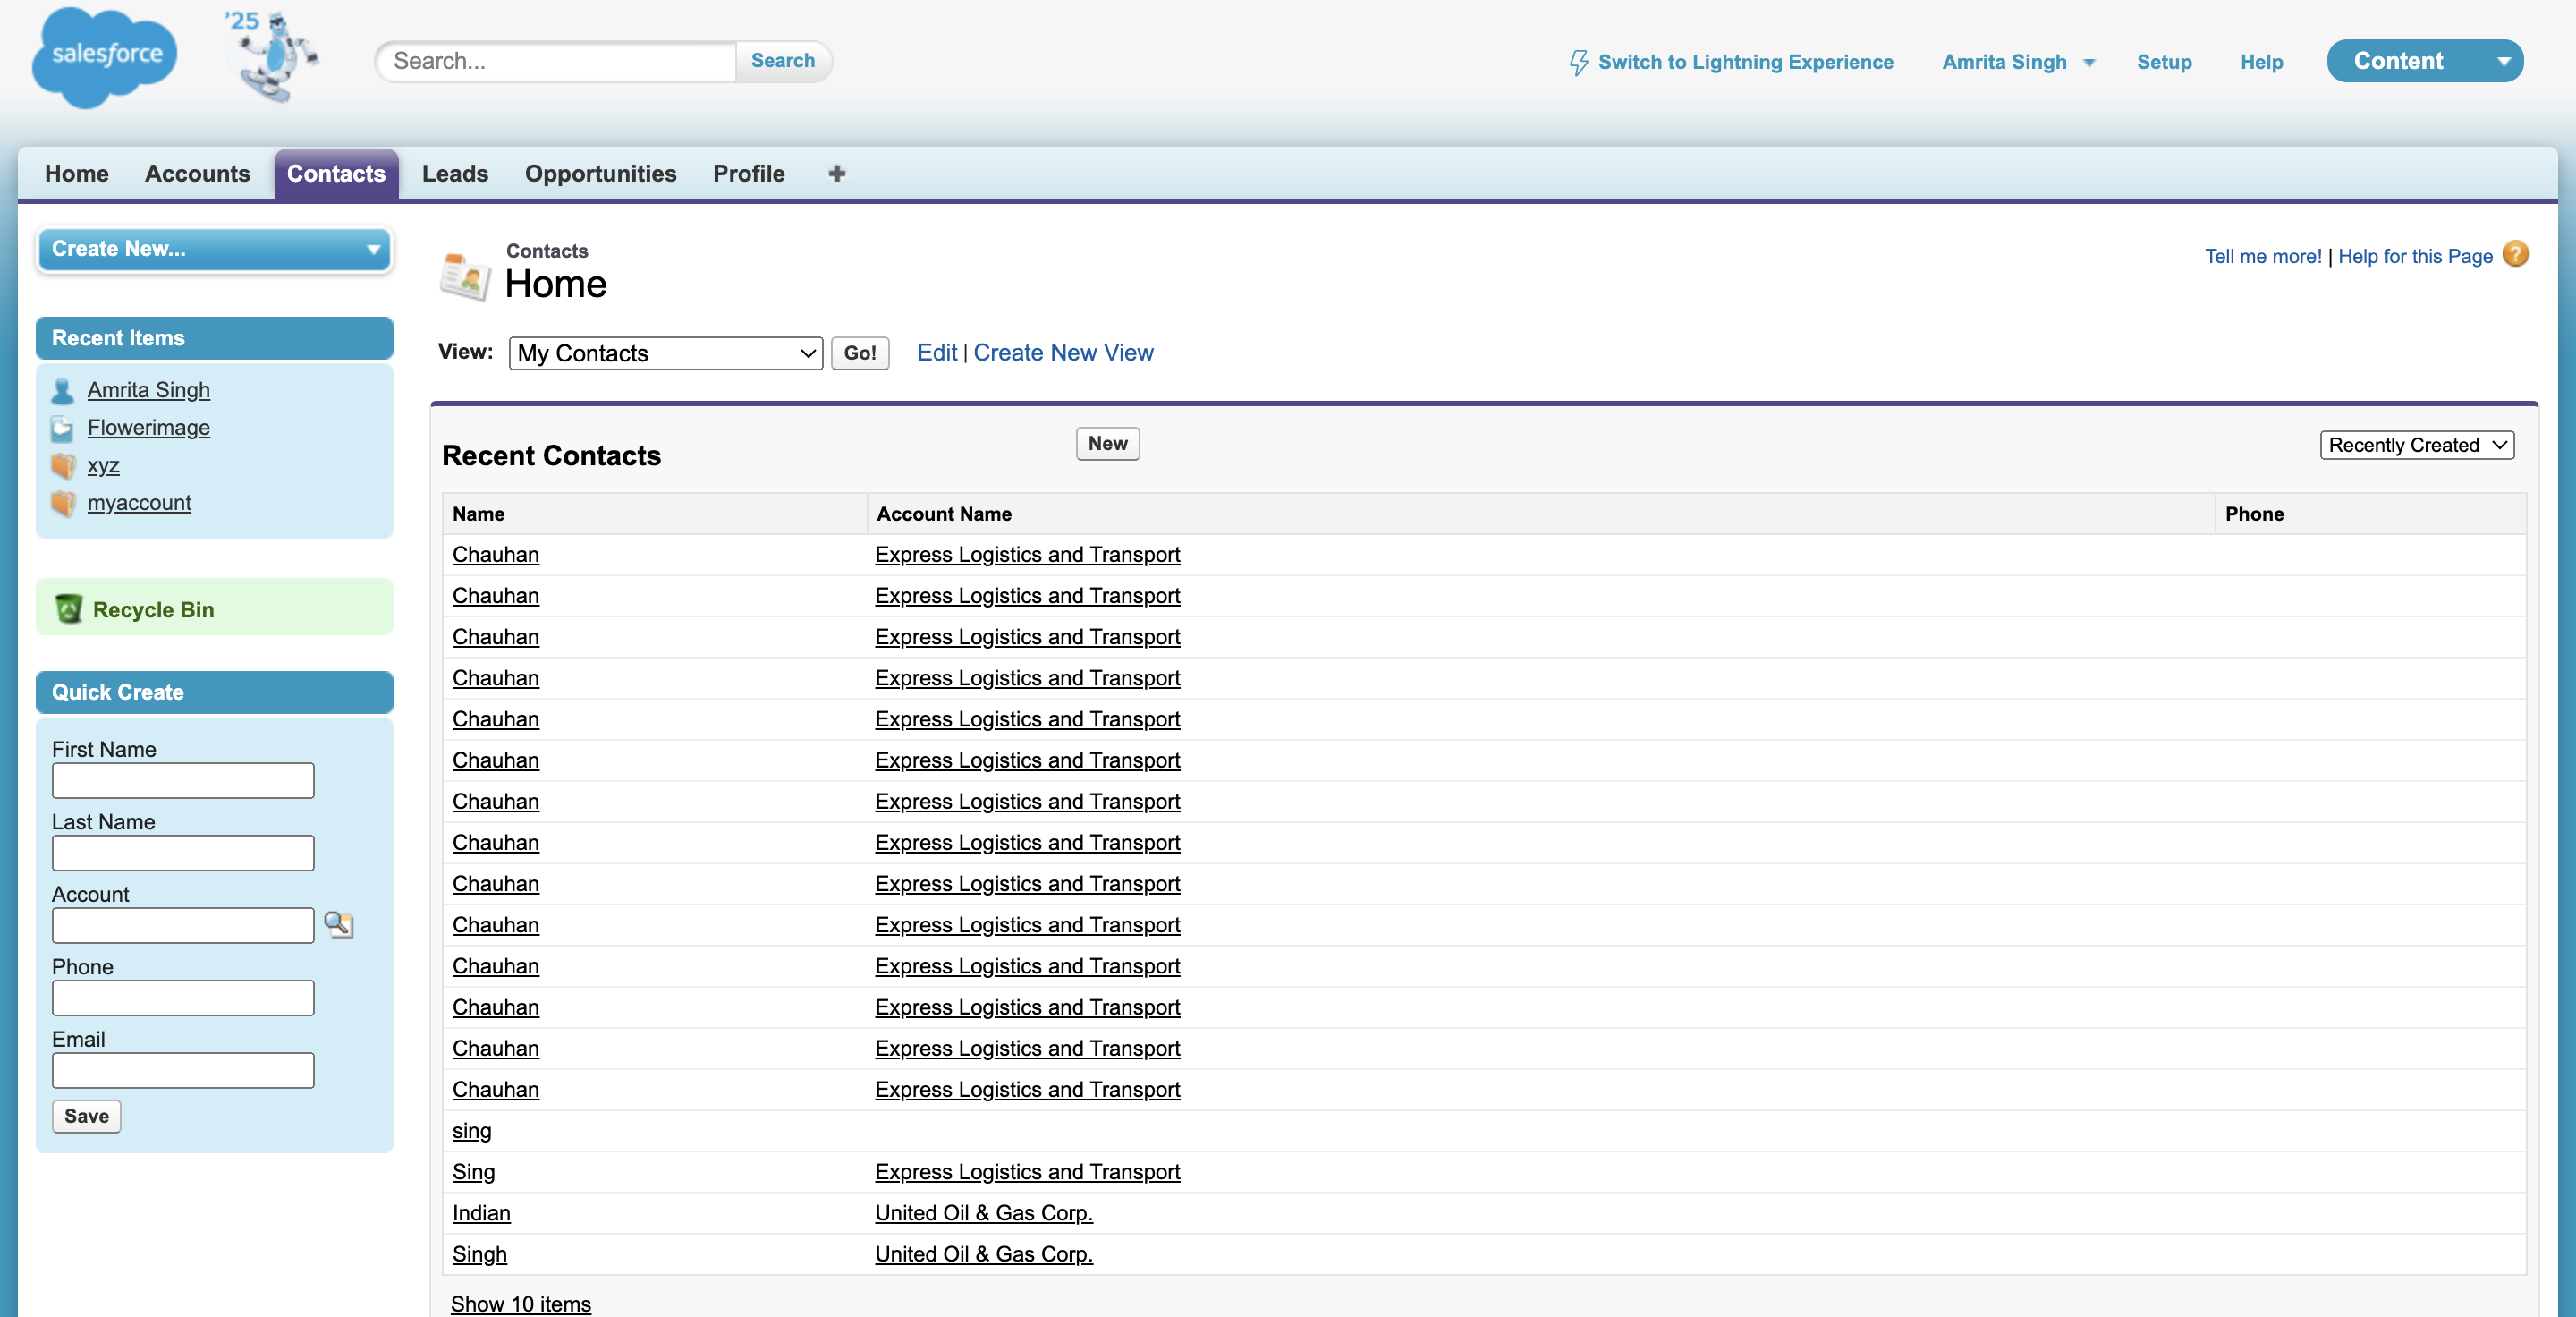 salesforce
'25
Search...
Search
Switch to Lightning Experience
Amrita Singh
Setup
Help
Content
Home
Accounts
Contacts
Leads
Opportunities
Profile
Create New...
Recent Items
Amrita Singh
Flowerimage
xyz
myaccount
Recycle Bin
Quick Create
First Name
Last Name
Account
Phone
Email
Save
Contacts
Home
Tell me more! | Help for this Page
View: My Contacts Go! Edit | Create New View
Recent Contacts
New
Recently Created
Name Account Name Phone
Chauhan Express Logistics and Transport
Chauhan Express Logistics and Transport
Chauhan Express Logistics and Transport
Chauhan Express Logistics and Transport
Chauhan Express Logistics and Transport
Chauhan Express Logistics and Transport
Chauhan Express Logistics and Transport
Chauhan Express Logistics and Transport
Chauhan Express Logistics and Transport
Chauhan Express Logistics and Transport
Chauhan Express Logistics and Transport
Chauhan Express Logistics and Transport
Chauhan Express Logistics and Transport
Chauhan Express Logistics and Transport
sing
Sing Express Logistics and Transport
Indian United Oil & Gas Corp.
Singh United Oil & Gas Corp.
Show 10 items